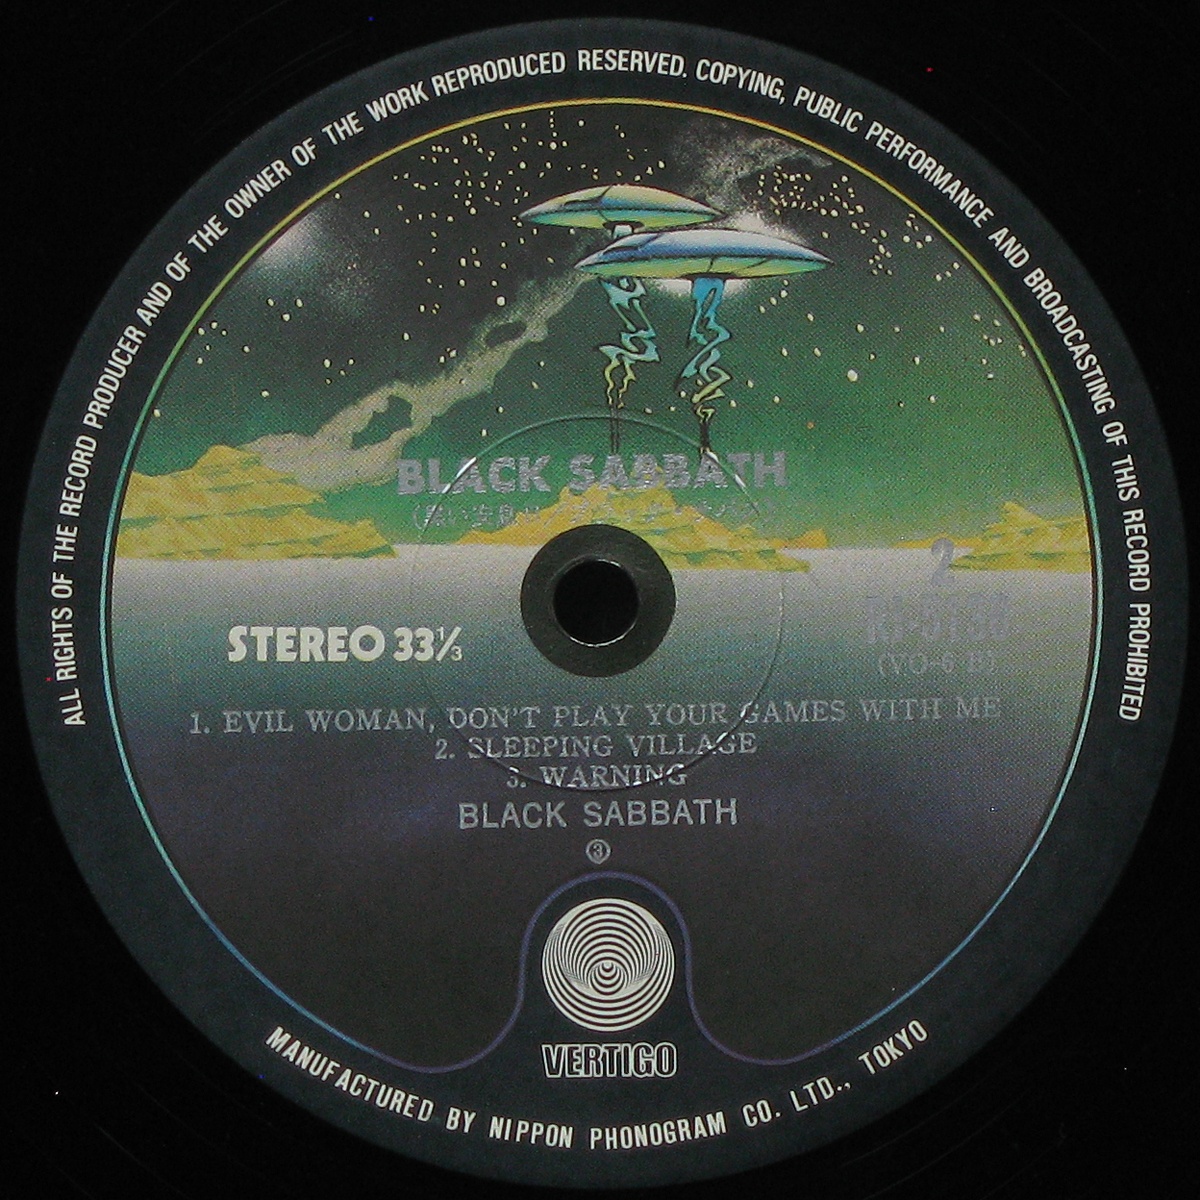 ALL RIGHTS OF THE RECORD PRODUCER AND OF THE OWNER OF THE WORK REPRODUCED RESERVED. COPYING, PUBLIC PERFORMANCE AND BROADCASTING OF THIS RECORD PROHIBITED
BLACK SABBATH
2
STEREO 33⅓
1. EVIL WOMAN, DON'T PLAY YOUR GAMES WITH ME
2. SLEEPING VILLAGE
3. WARNING
BLACK SABBATH
③
VERTIGO
MANUFACTURED BY NIPPON PHONOGRAM CO. LTD., TOKYO